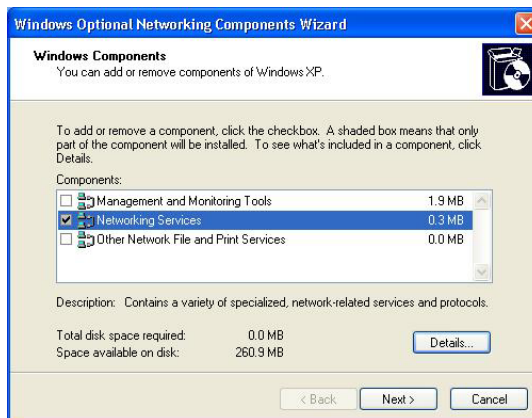 Windows Optional Networking Components Wizard
Windows Components
You can add or remove components of Windows XP.
To add or remove a component, click the checkbox. A shaded box means that only
part of the component will be installed. To see what's included in a component, click
Details.
Components:
Management and Monitoring Tools 1.9 MB
Networking Services 0.3 MB
Other Network File and Print Services 0.0 MB
Description: Contains a variety of specialized, network-related services and protocols.
Total disk space required: 0.0 MB
Space available on disk: 260.9 MB
Details...
< Back Next > Cancel